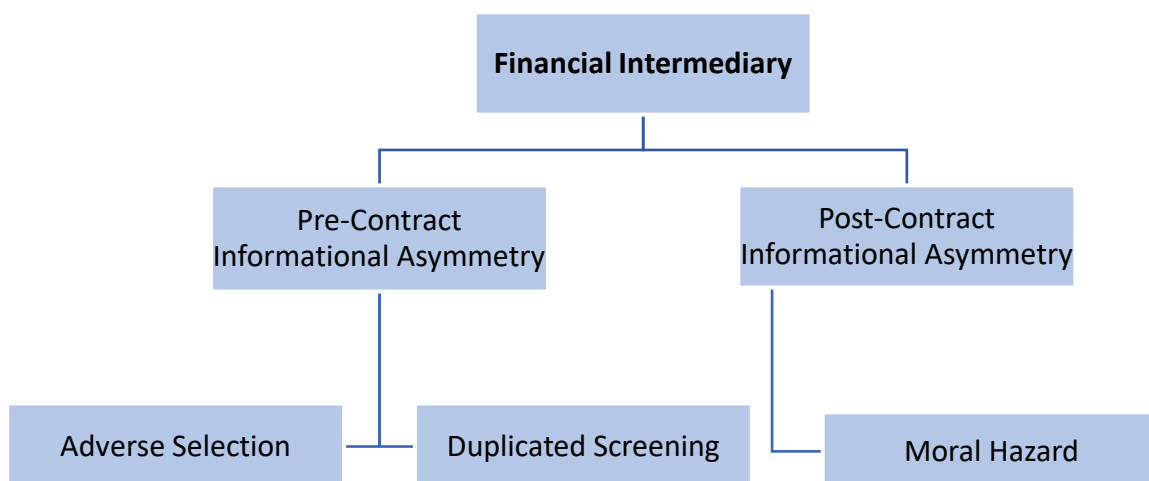 Financial Intermediary
Pre-Contract
Informational Asymmetry
Post-Contract
Informational Asymmetry
Adverse Selection
Duplicated Screening
Moral Hazard